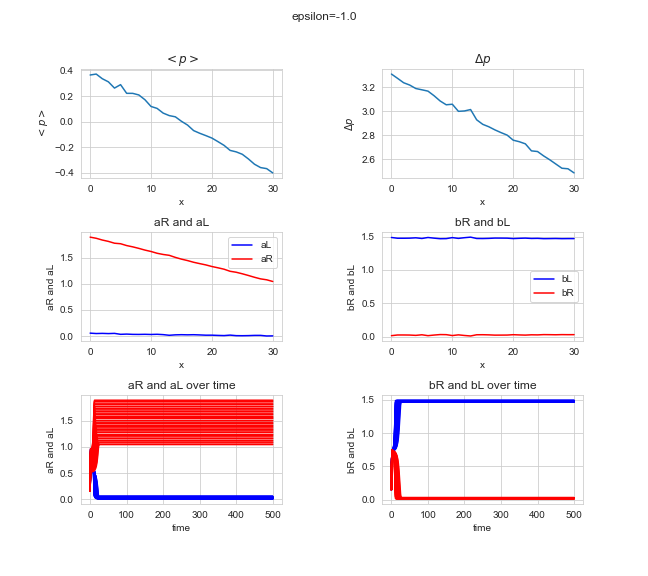 epsilon=-1.0
< p >
Δp
0.4
0.2
0.0
−0.2
−0.4
< p >
0
10
20
30
x
3.2
3.0
2.8
2.6
Δp
0
10
20
30
x
aR and aL
bR and bL
1.5
1.0
0.5
0.0
aR and aL
aL
aR
0
10
20
30
x
1.5
1.0
0.5
0.0
bR and bL
bL
bR
0
10
20
30
x
aR and aL over time
bR and bL over time
1.5
1.0
0.5
0.0
aR and aL
0
100
200
300
400
500
time
1.5
1.0
0.5
0.0
bR and bL
0
100
200
300
400
500
time